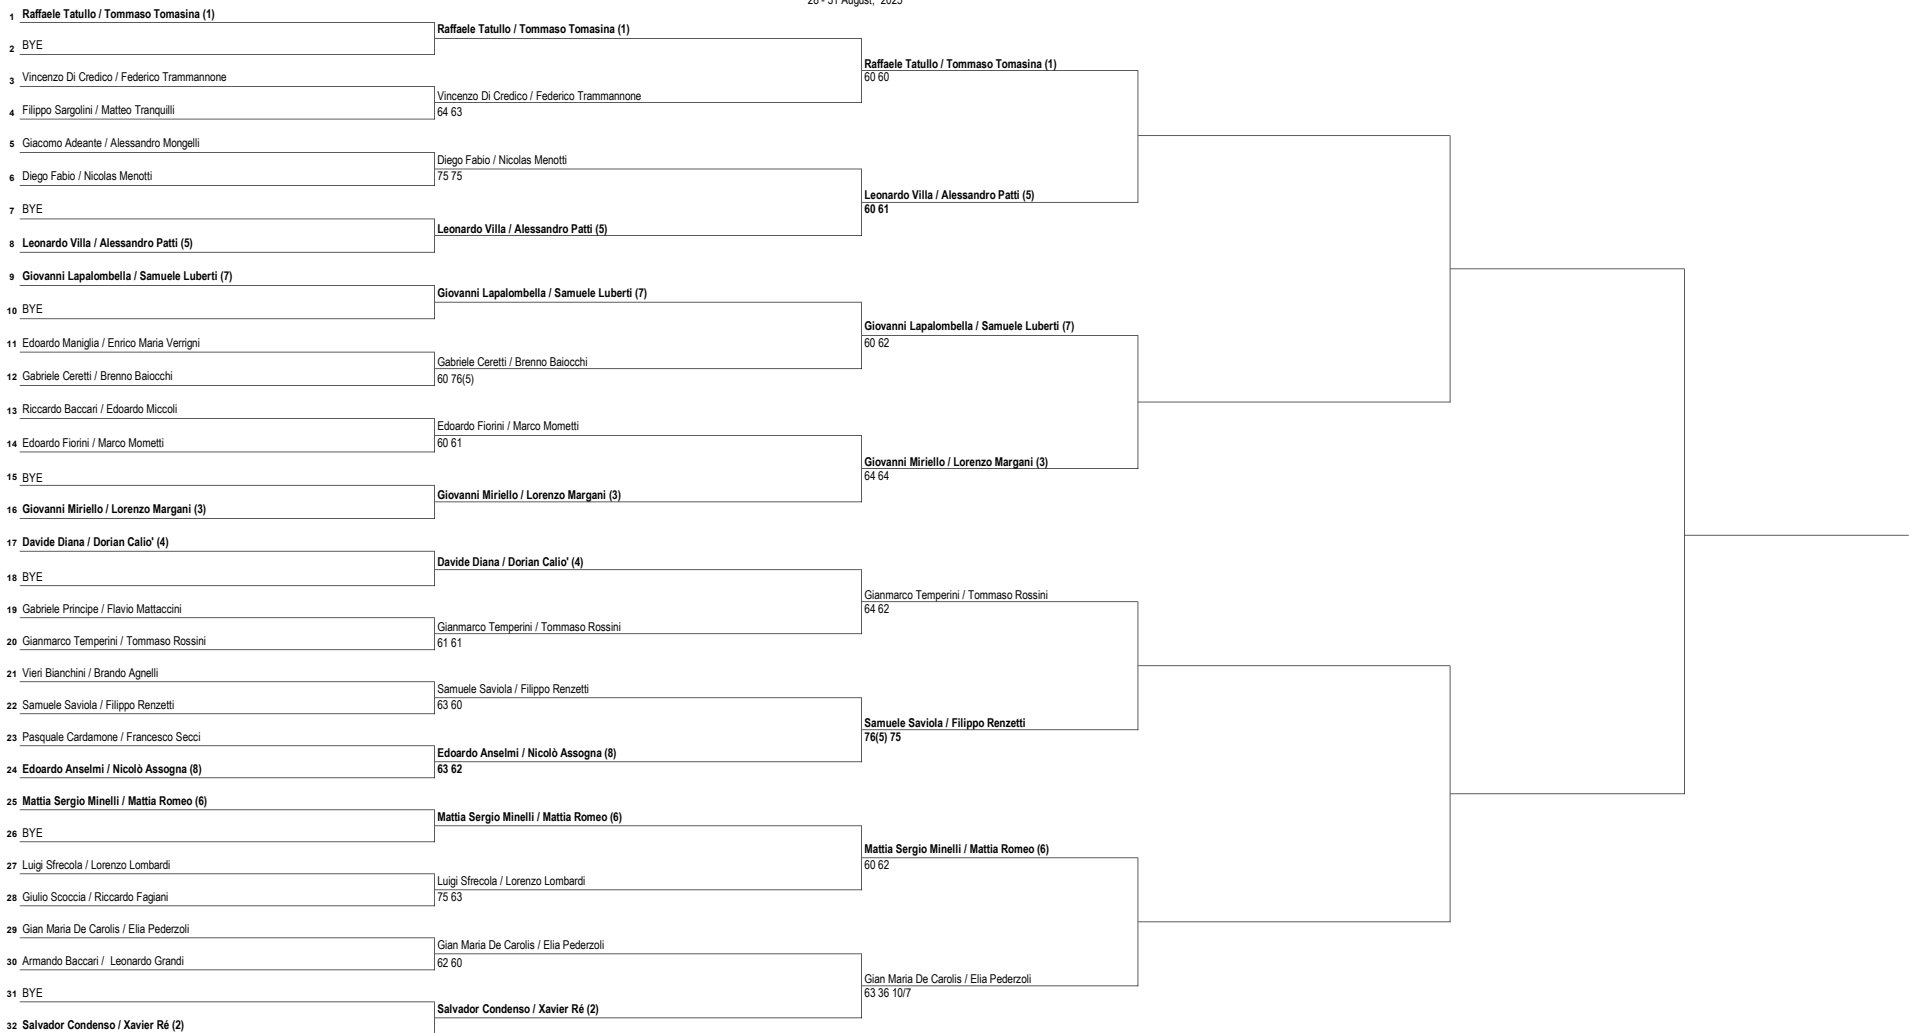 26 - 31 August, 2025
1 Raffaele Tatullo / Tommaso Tomasina (1)
2 BYE
3 Vincenzo Di Credico / Federico Trammannone
4 Filippo Sargolini / Matteo Tranquilli
5 Giacomo Adeante / Alessandro Mongelli
6 Diego Fabio / Nicolas Menotti
7 BYE
8 Leonardo Villa / Alessandro Patti (5)
9 Giovanni Lapalombella / Samuele Luberti (7)
10 BYE
11 Edoardo Maniglia / Enrico Maria Verrigni
12 Gabriele Ceretti / Brenno Baiocchi
13 Riccardo Baccari / Edoardo Miccoli
14 Edoardo Fiorini / Marco Mometti
15 BYE
16 Giovanni Miriello / Lorenzo Margani (3)
17 Davide Diana / Dorian Calio' (4)
18 BYE
19 Gabriele Principe / Flavio Mattaccini
20 Gianmarco Temperini / Tommaso Rossini
21 Vieri Bianchini / Brando Agnelli
22 Samuele Saviola / Filippo Renzetti
23 Pasquale Cardamone / Francesco Secci
24 Edoardo Anselmi / Nicolò Assogna (8)
25 Mattia Sergio Minelli / Mattia Romeo (6)
26 BYE
27 Luigi Sfrecola / Lorenzo Lombardi
28 Giulio Scoccia / Riccardo Fagiani
29 Gian Maria De Carolis / Elia Pederzoli
30 Armando Baccari / Leonardo Grandi
31 BYE
32 Salvador Condenso / Xavier Ré (2)
Raffaele Tatullo / Tommaso Tomasina (1)
Vincenzo Di Credico / Federico Trammannone
64 63
Diego Fabio / Nicolas Menotti
75 75
Leonardo Villa / Alessandro Patti (5)
Giovanni Lapalombella / Samuele Luberti (7)
Gabriele Ceretti / Brenno Baiocchi
60 76(5)
Edoardo Fiorini / Marco Mometti
60 61
Giovanni Miriello / Lorenzo Margani (3)
Davide Diana / Dorian Calio' (4)
Gianmarco Temperini / Tommaso Rossini
61 61
Samuele Saviola / Filippo Renzetti
63 60
Edoardo Anselmi / Nicolò Assogna (8)
63 62
Mattia Sergio Minelli / Mattia Romeo (6)
Luigi Sfrecola / Lorenzo Lombardi
75 63
Gian Maria De Carolis / Elia Pederzoli
62 60
Salvador Condenso / Xavier Ré (2)
Raffaele Tatullo / Tommaso Tomasina (1)
60 60
Leonardo Villa / Alessandro Patti (5)
60 61
Giovanni Lapalombella / Samuele Luberti (7)
60 62
Giovanni Miriello / Lorenzo Margani (3)
64 64
Gianmarco Temperini / Tommaso Rossini
64 62
Samuele Saviola / Filippo Renzetti
76(5) 75
Mattia Sergio Minelli / Mattia Romeo (6)
60 62
Gian Maria De Carolis / Elia Pederzoli
63 36 10/7